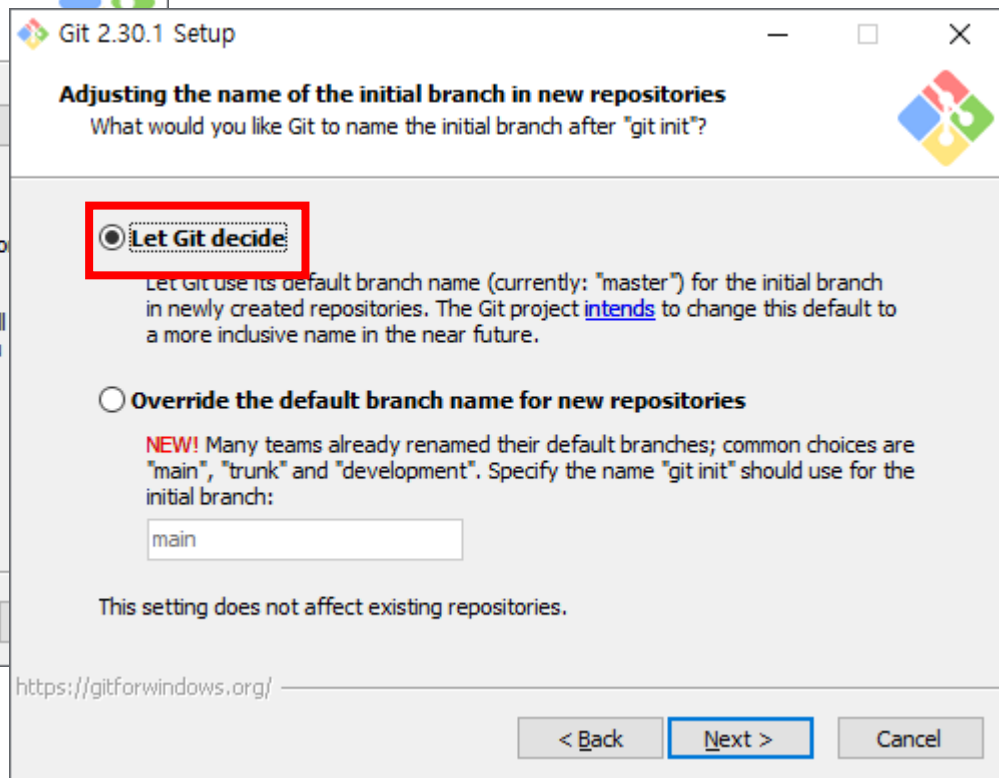 Git 2.30.1 Setup
Adjusting the name of the initial branch in new repositories
What would you like Git to name the initial branch after "git init"?
Let Git decide
Let Git use its default branch name (currently: "master") for the initial branch
in newly created repositories. The Git project intends to change this default to
a more inclusive name in the near future.
Override the default branch name for new repositories
NEW! Many teams already renamed their default branches; common choices are
"main", "trunk" and "development". Specify the name "git init" should use for the
initial branch:
main
This setting does not affect existing repositories.
https://gitforwindows.org/
< Back
Next >
Cancel